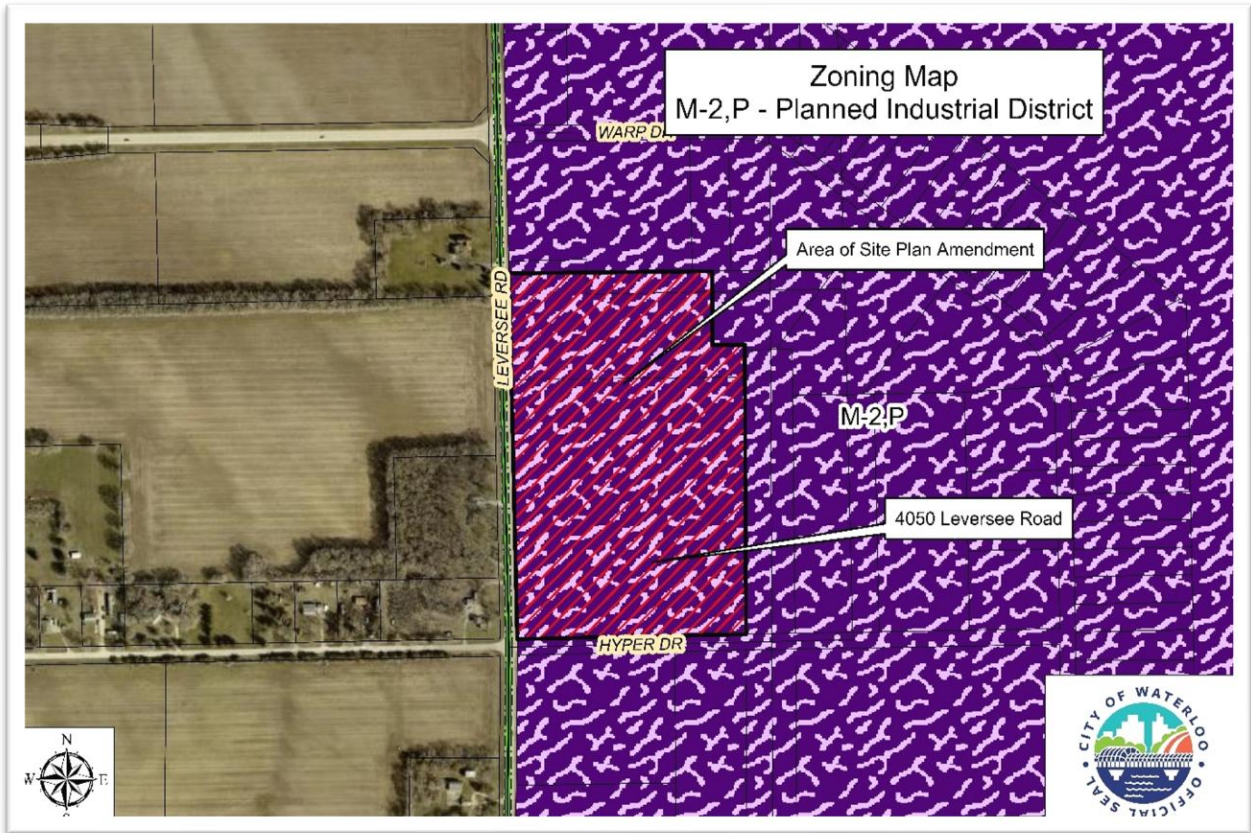 Zoning Map
M-2,P - Planned Industrial District
WARP DR
Area of Site Plan Amendment
LEVERSEE RD
M-2,P
4050 Leversee Road
HYPER DR
N
W
E
S
CITY OF WATERLOO
OFFICIAL SEAL